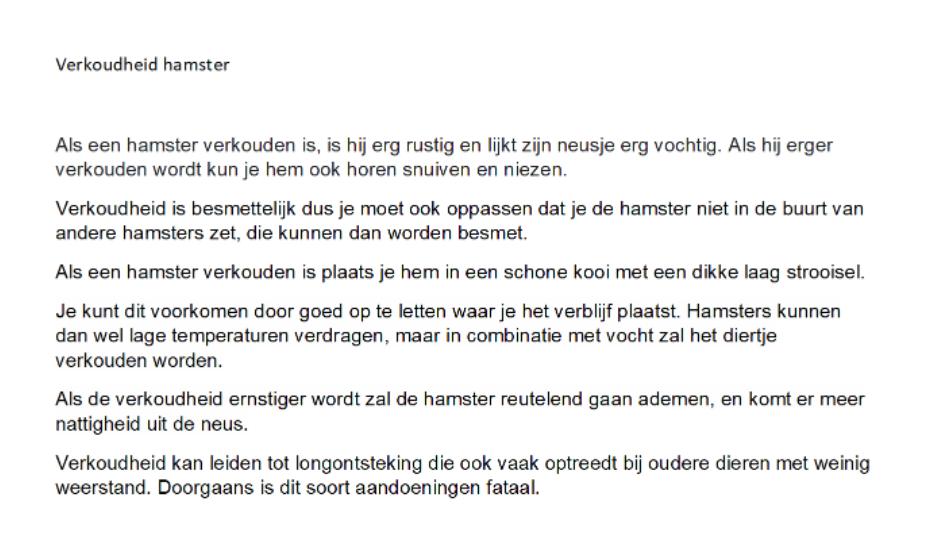 Verkoudheid hamster
Als een hamster verkouden is, is hij erg rustig en lijkt zijn neusje erg vochtig. Als hij erger
verkouden wordt kun je hem ook horen snuiven en niezen.
Verkoudheid is besmettelijk dus je moet ook oppassen dat je de hamster niet in de buurt van
andere hamsters zet, die kunnen dan worden besmet.
Als een hamster verkouden is plaats je hem in een schone kooi met een dikke laag strooisel.
Je kunt dit voorkomen door goed op te letten waar je het verblijf plaatst. Hamsters kunnen
dan wel lage temperaturen verdragen, maar in combinatie met vocht zal het diertje
verkouden worden.
Als de verkoudheid ernstiger wordt zal de hamster reutelend gaan ademen, en komt er meer
nattigheid uit de neus.
Verkoudheid kan leiden tot longontsteking die ook vaak optreedt bij oudere dieren met weinig
weerstand. Doorgaans is dit soort aandoeningen fataal.